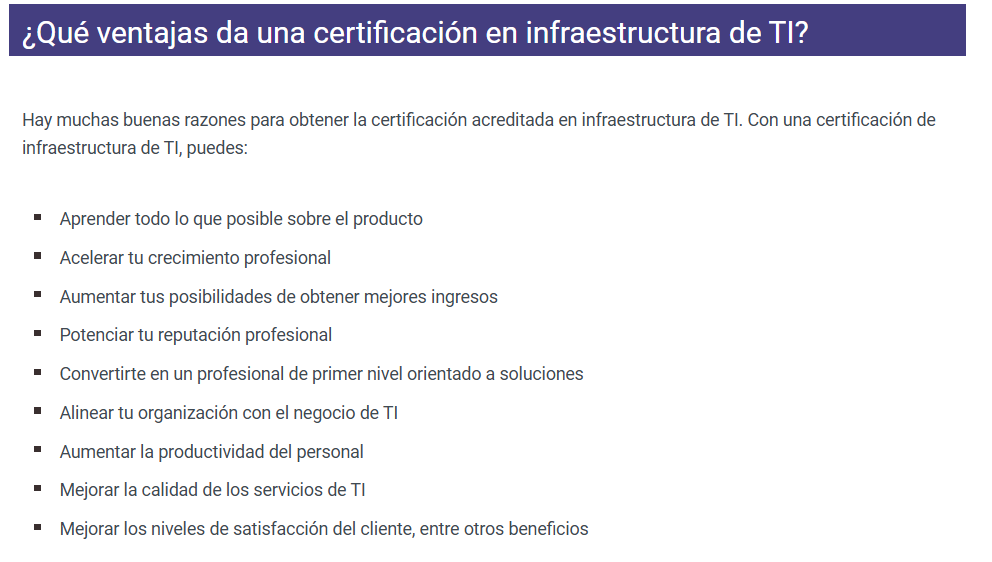 ¿Qué ventajas da una certificación en infraestructura de TI?
Hay muchas buenas razones para obtener la certificación acreditada en infraestructura de TI. Con una certificación de
infraestructura de TI, puedes:
Aprender todo lo que posible sobre el producto
Acelerar tu crecimiento profesional
Aumentar tus posibilidades de obtener mejores ingresos
Potenciar tu reputación profesional
Convertirte en un profesional de primer nivel orientado a soluciones
Alinear tu organización con el negocio de TI
Aumentar la productividad del personal
Mejorar la calidad de los servicios de TI
Mejorar los niveles de satisfacción del cliente, entre otros beneficios